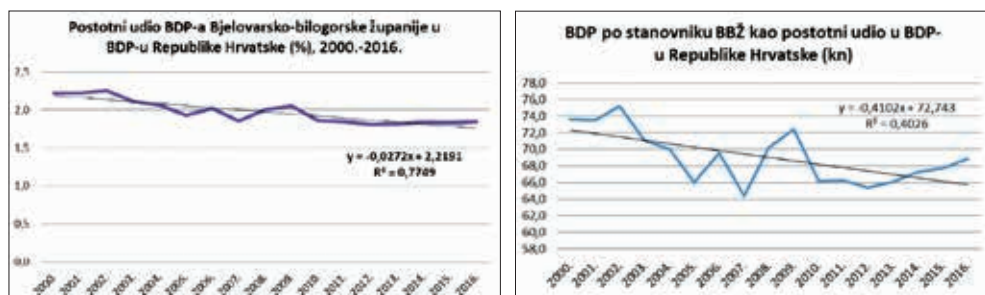 Postotni udio BDP-a Bjelovarsko-bilogorske županije u
BDP-u Republike Hrvatske (%), 2000.-2016.
2,5
2,0
1,5
1,0
0,5
0,0
y = -0,0272x + 2,2191
R² = 0,7749
2000. 2001. 2002. 2003. 2004. 2005. 2006. 2007. 2008. 2009. 2010. 2011. 2012. 2013. 2014. 2015. 2016.
BDP po stanovniku BBŽ kao postotni udio u BDP-
u Republike Hrvatske (kn)
78,0
76,0
74,0
72,0
70,0
68,0
66,0
64,0
62,0
60,0
58,0
y = -0,4102x + 72,743
R² = 0,4026
2000. 2001. 2002. 2003. 2004. 2005. 2006. 2007. 2008. 2009. 2010. 2011. 2012. 2013. 2014. 2015. 2016.